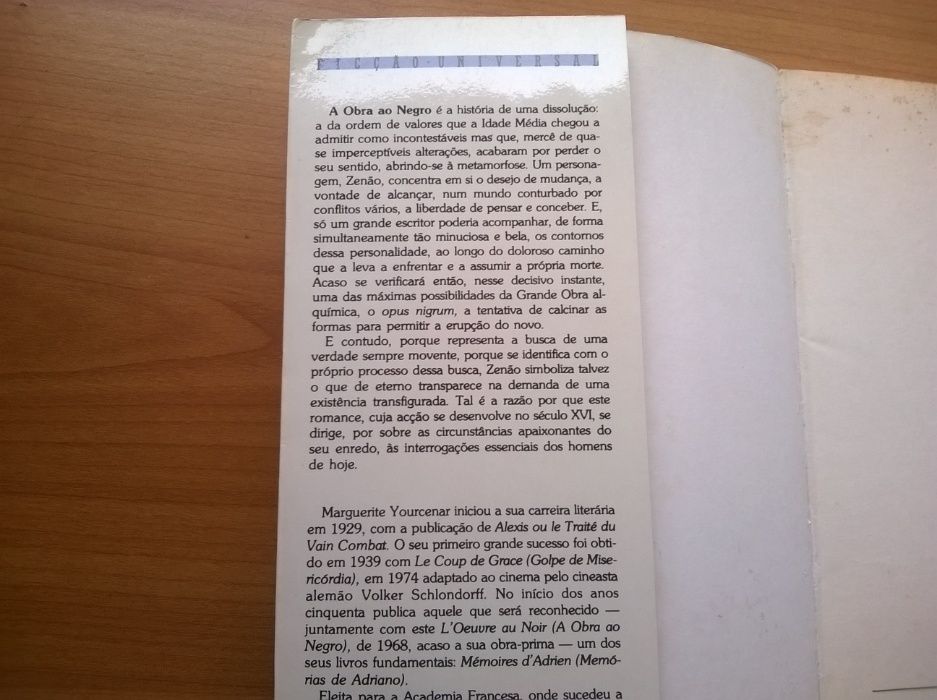 FICÇÃO·UNIVERSAL
A Obra ao Negro é a história de uma dissolução:
a da ordem de valores que a Idade Média chegou a
admitir como incontestáveis mas que, mercê de qua-
se imperceptíveis alterações, acabaram por perder o
seu sentido, abrindo-se à metamorfose. Um persona-
gem, Zenão, concentra em si o desejo de mudança, a
vontade de alcançar, num mundo conturbado por
conflitos vários, a liberdade de pensar e conceber. E,
só um grande escritor poderia acompanhar, de forma
simultaneamente tão minuciosa e bela, os contornos
dessa personalidade, ao longo do doloroso caminho
que a leva a enfrentar e a assumir a própria morte.
Acaso se verificará então, nesse decisivo instante,
uma das máximas possibilidades da Grande Obra al-
química, o opus nigrum, a tentativa de calcinar as
formas para permitir a erupção do novo.
E contudo, porque representa a busca de uma
verdade sempre movente, porque se identifica com o
próprio processo dessa busca, Zenão simboliza talvez
o que de eterno transparece na demanda de uma
existência transfigurada. Tal é a razão por que este
romance, cuja acção se desenvolve no século XVI, se
dirige, por sobre as circunstâncias apaixonantes do
seu enredo, às interrogações essenciais dos homens
de hoje.
Marguerite Yourcenar iniciou a sua carreira literária
em 1929, com a publicação de Alexis ou le Traité du
Vain Combat. O seu primeiro grande sucesso foi obti-
do em 1939 com Le Coup de Grace (Golpe de Mise-
ricórdia), em 1974 adaptado ao cinema pelo cineasta
alemão Volker Schlondorff. No início dos anos
cinquenta publica aquele que será reconhecido —
juntamente com este L'Oeuvre au Noir (A Obra ao
Negro), de 1968, acaso a sua obra-prima — um dos
seus livros fundamentais: Mémoires d'Adrien (Memó-
rias de Adriano).
Eleita para a Academia Francesa, onde sucedeu a